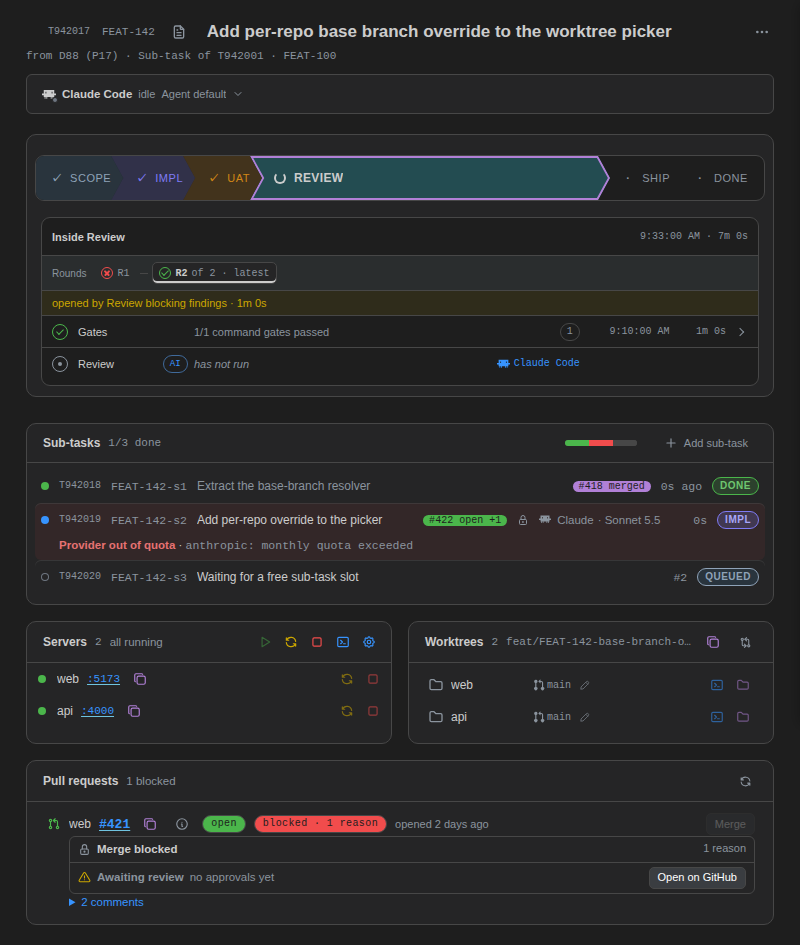 T942017 FEAT-142 Add per-repo base branch override to the worktree picker
from D88 (P17) · Sub-task of T942001 · FEAT-100
Claude Code idle Agent default
SCOPE IMPL UAT REVIEW · SHIP · DONE
Inside Review 9:33:00 AM · 7m 0s
Rounds R1 — R2 of 2 · latest
opened by Review blocking findings · 1m 0s
Gates 1/1 command gates passed 1 9:10:00 AM 1m 0s
Review AI has not run Claude Code
Sub-tasks 1/3 done + Add sub-task
T942018 FEAT-142-s1 Extract the base-branch resolver #418 merged 0s ago DONE
T942019 FEAT-142-s2 Add per-repo override to the picker #422 open +1 Claude · Sonnet 5.5 0s IMPL
Provider out of quota · anthropic: monthly quota exceeded
T942020 FEAT-142-s3 Waiting for a free sub-task slot #2 QUEUED
Servers 2 all running
web :5173
api :4000
Worktrees 2 feat/FEAT-142-base-branch-o…
web main
api main
Pull requests 1 blocked
web #421 open blocked · 1 reason opened 2 days ago Merge
Merge blocked 1 reason
Awaiting review no approvals yet Open on GitHub
2 comments